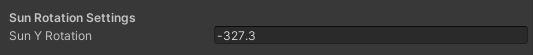 Sun Rotation Settings
Sun Y Rotation -327.3